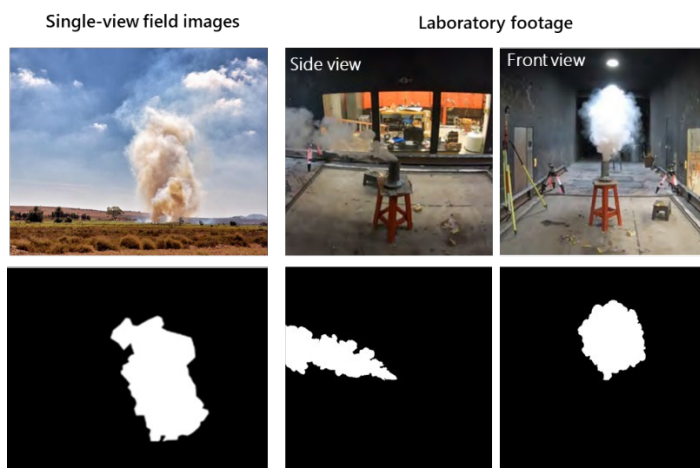 Single-view field images
Laboratory footage
Side view
Front view